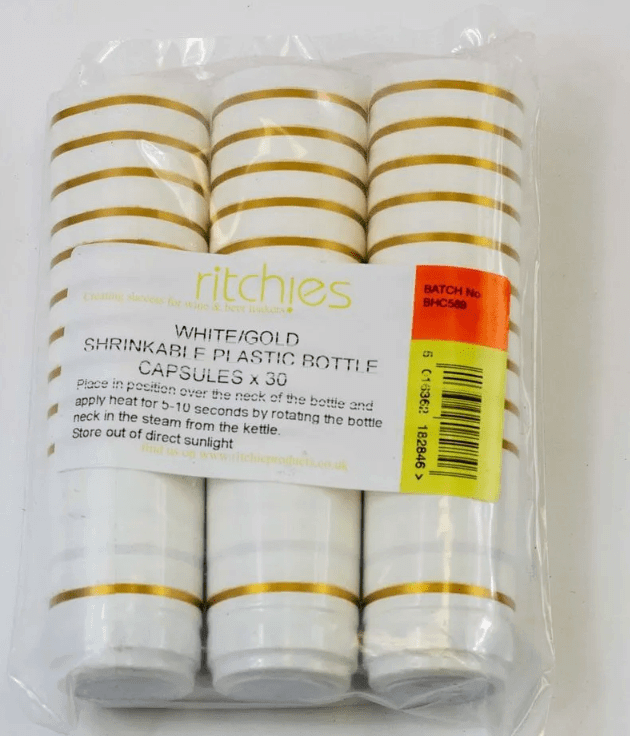 ritchies
Creating success for wine & beer makers
WHITE/GOLD
SHRINKABLE PLASTIC BOTTLE
CAPSULES x 30
Place in position over the neck of the bottle and
apply heat for 5-10 seconds by rotating the bottle
neck in the steam from the kettle.
Store out of direct sunlight
find us on www.ritchieproducts.co.uk
BATCH No
BHC589
5 016362 182846 >